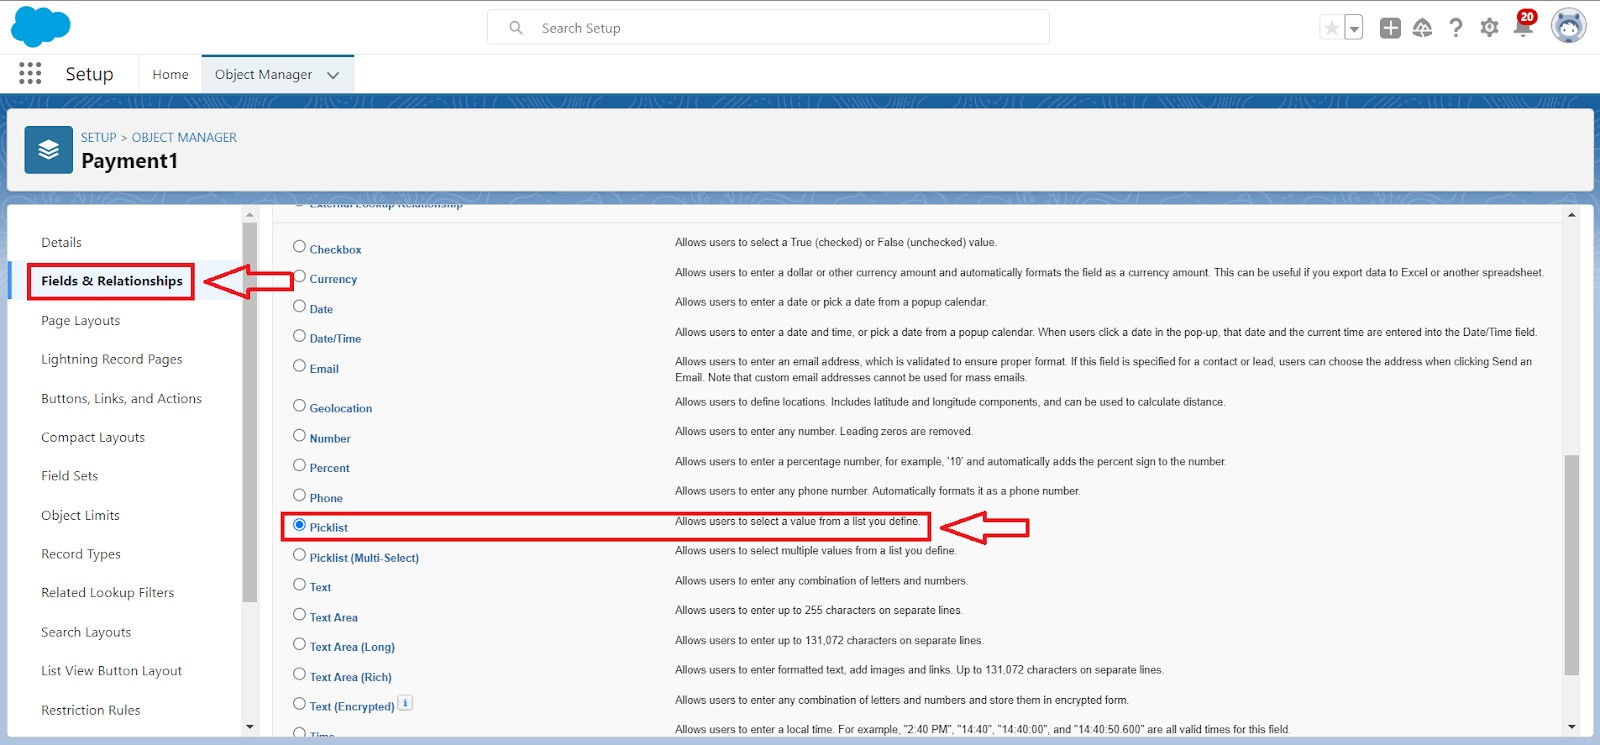 Search Setup
20
Setup
Home
Object Manager
SETUP > OBJECT MANAGER
Payment1
Details
Fields & Relationships
Page Layouts
Lightning Record Pages
Buttons, Links, and Actions
Compact Layouts
Field Sets
Object Limits
Record Types
Related Lookup Filters
Search Layouts
List View Button Layout
Restriction Rules
External Lookup Relationship
Checkbox Allows users to select a True (checked) or False (unchecked) value.
Currency Allows users to enter a dollar or other currency amount and automatically formats the field as a currency amount. This can be useful if you export data to Excel or another spreadsheet.
Date Allows users to enter a date or pick a date from a popup calendar.
Date/Time Allows users to enter a date and time, or pick a date from a popup calendar. When users click a date in the pop-up, that date and the current time are entered into the Date/Time field.
Email Allows users to enter an email address, which is validated to ensure proper format. If this field is specified for a contact or lead, users can choose the address when clicking Send an
Email. Note that custom email addresses cannot be used for mass emails.
Geolocation Allows users to define locations. Includes latitude and longitude components, and can be used to calculate distance.
Number Allows users to enter any number. Leading zeros are removed.
Percent Allows users to enter a percentage number, for example, '10' and automatically adds the percent sign to the number.
Phone Allows users to enter any phone number. Automatically formats it as a phone number.
Picklist Allows users to select a value from a list you define.
Picklist (Multi-Select) Allows users to select multiple values from a list you define.
Text Allows users to enter any combination of letters and numbers.
Text Area Allows users to enter up to 255 characters on separate lines.
Text Area (Long) Allows users to enter up to 131,072 characters on separate lines.
Text Area (Rich) Allows users to enter formatted text, add images and links. Up to 131,072 characters on separate lines.
Text (Encrypted) i Allows users to enter any combination of letters and numbers and store them in encrypted form.
Time Allows users to enter a local time. For example, "2:40 PM", "14:40", "14:40:00", and "14:40:50.600" are all valid times for this field.